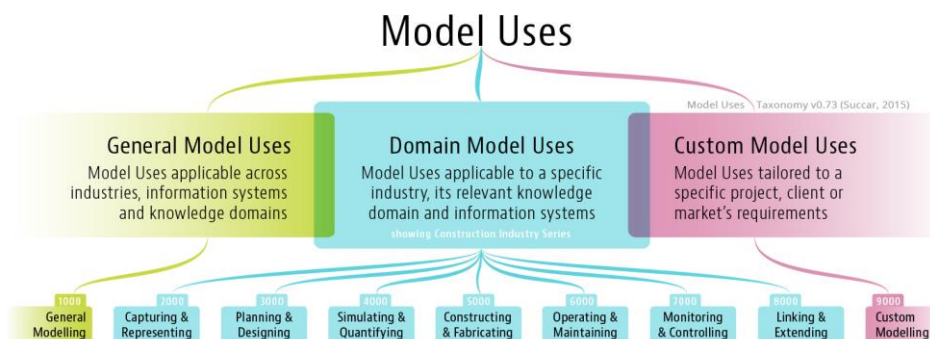 Model Uses
Model Uses Taxonomy v0.73 (Succar, 2015)
General Model Uses
Model Uses applicable across
industries, information systems
and knowledge domains
Domain Model Uses
Model Uses applicable to a specific
industry, its relevant knowledge
domain and information systems
showing Construction Industry Series
Custom Model Uses
Model Uses tailored to a
specific project, client or
market's requirements
1000
General
Modelling
2000
Capturing &
Representing
3000
Planning &
Designing
4000
Simulating &
Quantifying
5000
Constructing
& Fabricating
6000
Operating &
Maintaining
7000
Monitoring
& Controlling
8000
Linking &
Extending
9000
Custom
Modelling